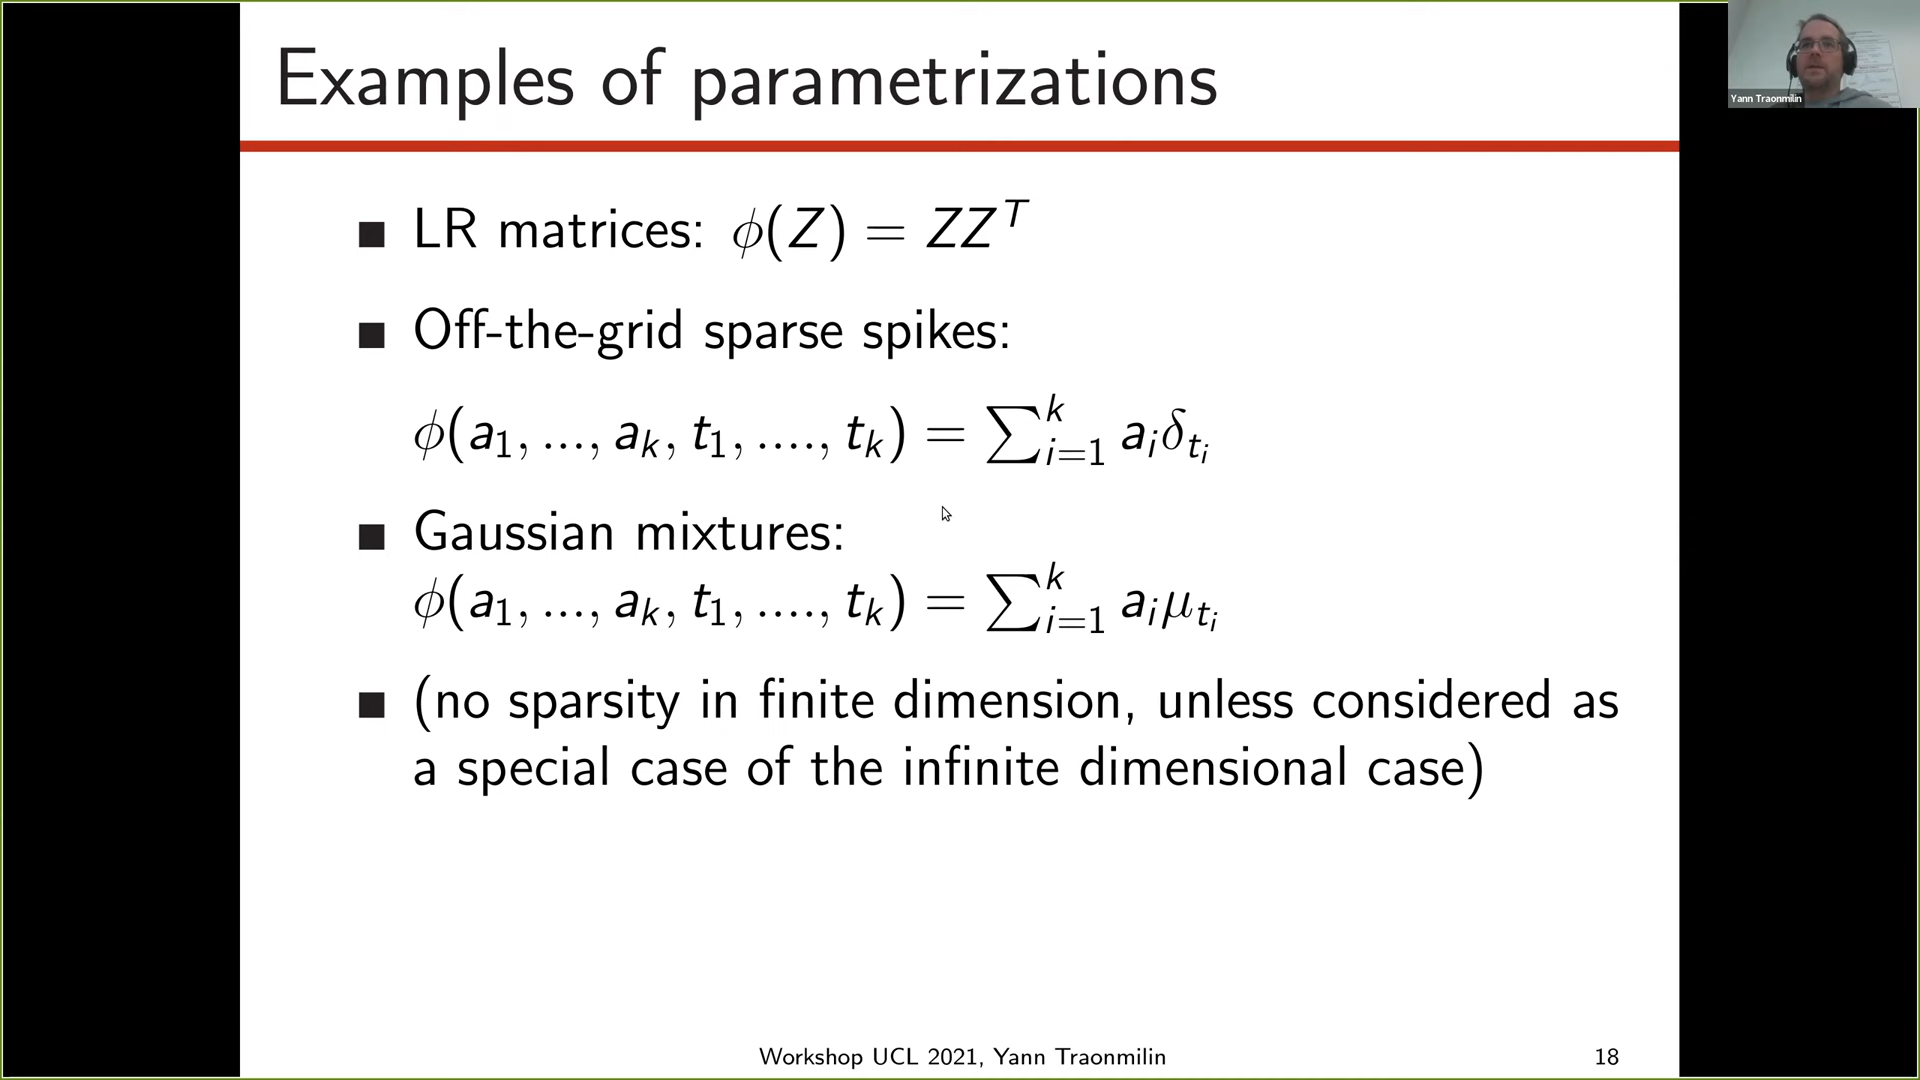 Examples of parametrizations
Yann Traonmilin
■ LR matrices: ϕ(Z) = ZZ^T
■ Off-the-grid sparse spikes:
ϕ(a_1, ..., a_k, t_1, ...., t_k) = ∑_{i=1}^k a_i δ_{t_i}
■ Gaussian mixtures:
ϕ(a_1, ..., a_k, t_1, ...., t_k) = ∑_{i=1}^k a_i μ_{t_i}
■ (no sparsity in finite dimension, unless considered as
a special case of the infinite dimensional case)
Workshop UCL 2021, Yann Traonmilin
18